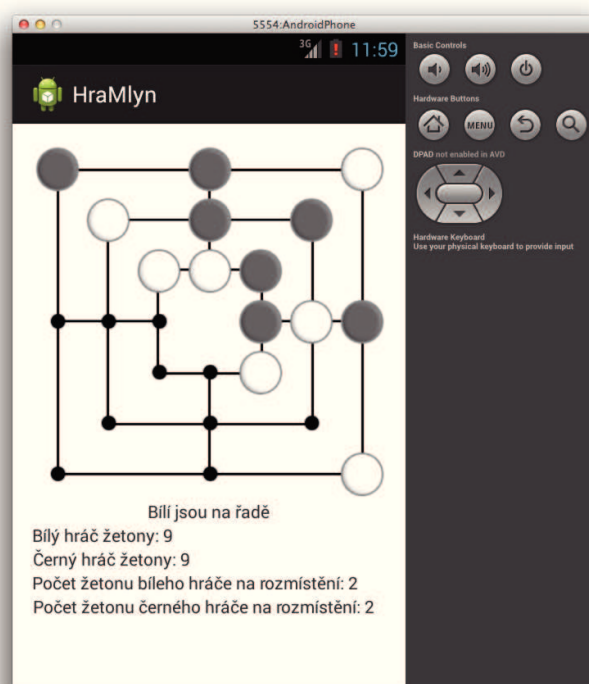 5554:AndroidPhone
3G 11:59
HraMlyn
Bílí jsou na řadě
Bílý hráč žetony: 9
Černý hráč žetony: 9
Počet žetonu bíleho hráče na rozmístění: 2
Počet žetonu černého hráče na rozmístění: 2
Basic Controls
Hardware Buttons
MENU
DPAD not enabled in AVD
Hardware Keyboard
Use your physical keyboard to provide input